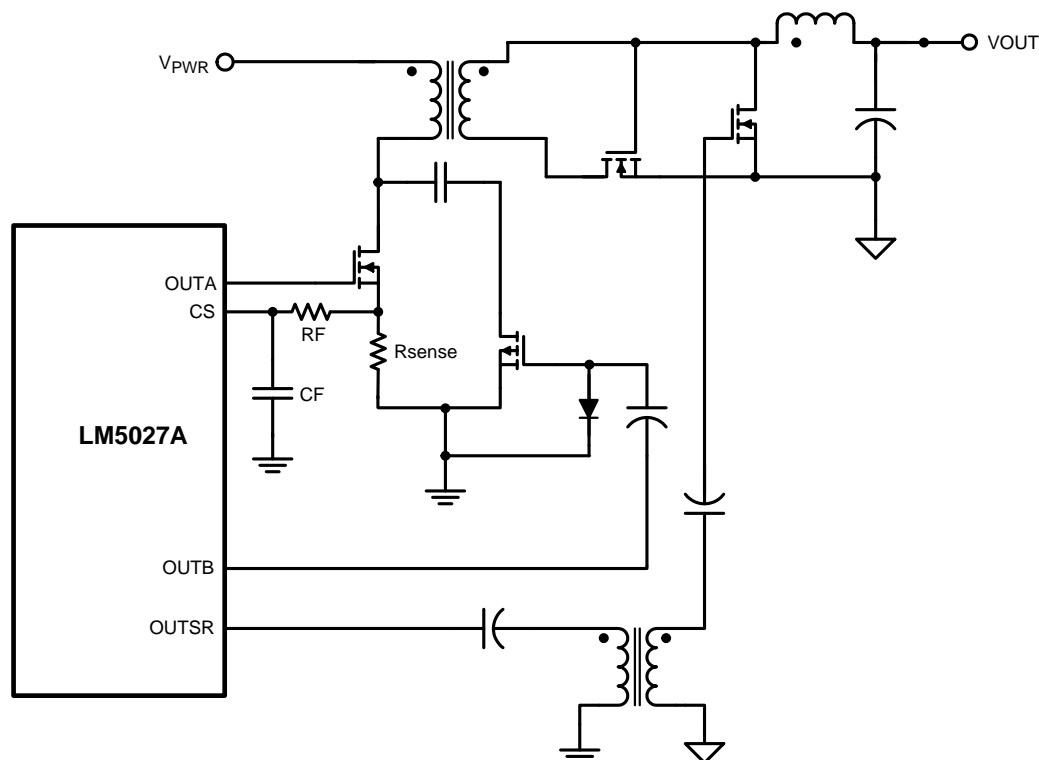 VOUT
VPWR
OUTA
CS
RF
Rsense
CF
LM5027A
OUTB
OUTSR